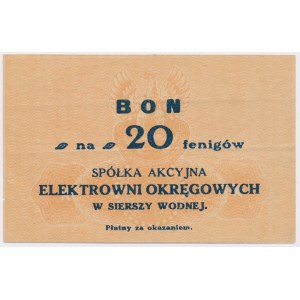 BON
na 20 fenigów
SPÓŁKA AKCYJNA
ELEKTROWNI OKRĘGOWYCH
W SIERSZY WODNEJ.
Płatny za okazaniem.